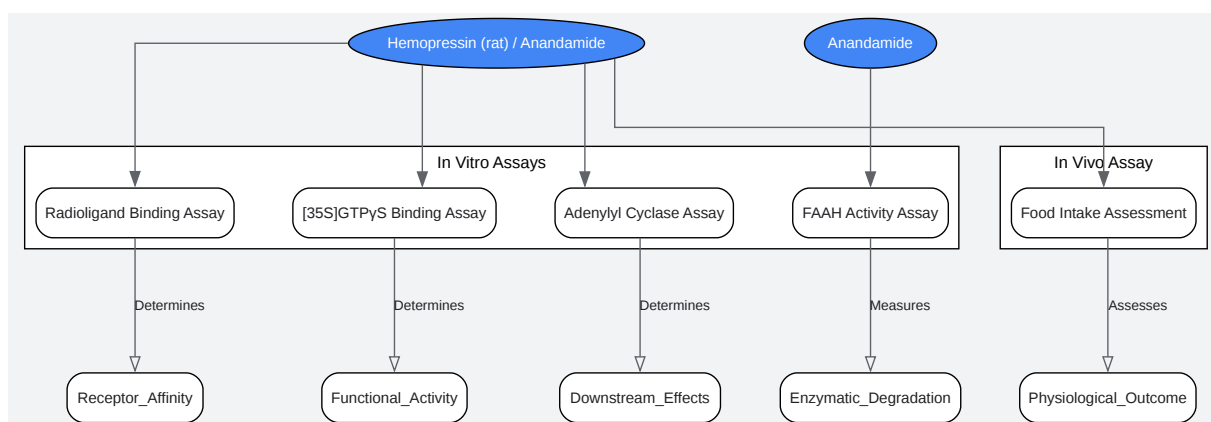 Hemopressin (rat) / Anandamide
Anandamide
In Vitro Assays
In Vivo Assay
Radioligand Binding Assay
[35S]GTPγS Binding Assay
Adenylyl Cyclase Assay
FAAH Activity Assay
Food Intake Assessment
Determines
Determines
Determines
Measures
Assesses
Receptor_Affinity
Functional_Activity
Downstream_Effects
Enzymatic_Degradation
Physiological_Outcome